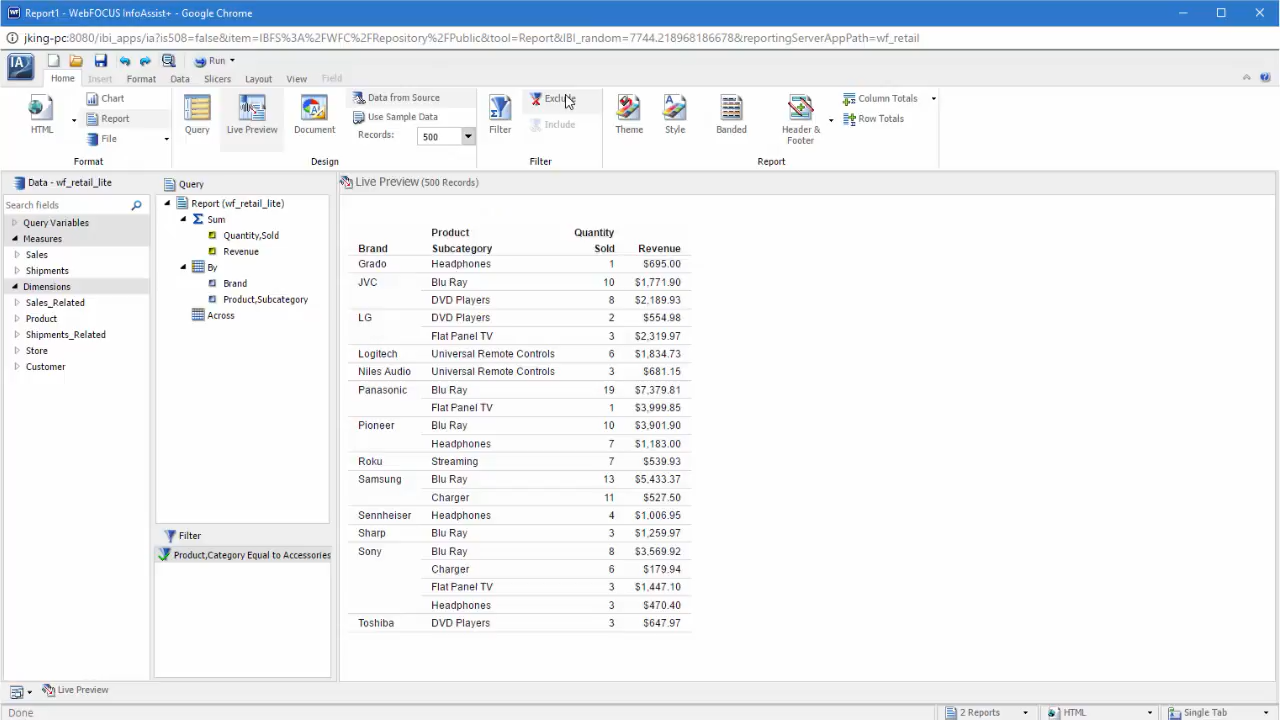 Report1 - WebFOCUS InfoAssist+ - Google Chrome
jking-pc:8080/ibi_apps/ia?is508=false&item=IBFS%3A%2FWFC%2FRepository%2FPublic&tool=Report&IBI_random=7744.218968186678&reportingServerAppPath=wf_retail
IA Run
Home Insert Format Data Slicers Layout View Field
HTML Chart Report File
Format
Query Live Preview Document Data from Source
Use Sample Data
Records: 500
Design
Filter Exclude
Include
Filter
Theme Style Banded Header & Footer Column Totals
Row Totals
Report
Data - wf_retail_lite
Search fields
Query Variables
Measures
Sales
Shipments
Dimensions
Sales_Related
Product
Shipments_Related
Store
Customer
Query
Report (wf_retail_lite)
Sum
Quantity,Sold
Revenue
By
Brand
Product,Subcategory
Across
Filter
Product,Category Equal to Accessories
Live Preview (500 Records)
Product Quantity
Brand Subcategory Sold Revenue
Grado Headphones 1 $695.00
JVC Blu Ray 10 $1,771.90
DVD Players 8 $2,189.93
LG DVD Players 2 $554.98
Flat Panel TV 3 $2,319.97
Logitech Universal Remote Controls 6 $1,834.73
Niles Audio Universal Remote Controls 3 $681.15
Panasonic Blu Ray 19 $7,379.81
Flat Panel TV 1 $3,999.85
Pioneer Blu Ray 10 $3,901.90
Headphones 7 $1,183.00
Roku Streaming 7 $539.93
Samsung Blu Ray 13 $5,433.37
Charger 11 $527.50
Sennheiser Headphones 4 $1,006.95
Sharp Blu Ray 3 $1,259.97
Sony Blu Ray 8 $3,569.92
Charger 6 $179.94
Flat Panel TV 3 $1,447.10
Headphones 3 $470.40
Toshiba DVD Players 3 $647.97
Live Preview
Done 2 Reports HTML Single Tab